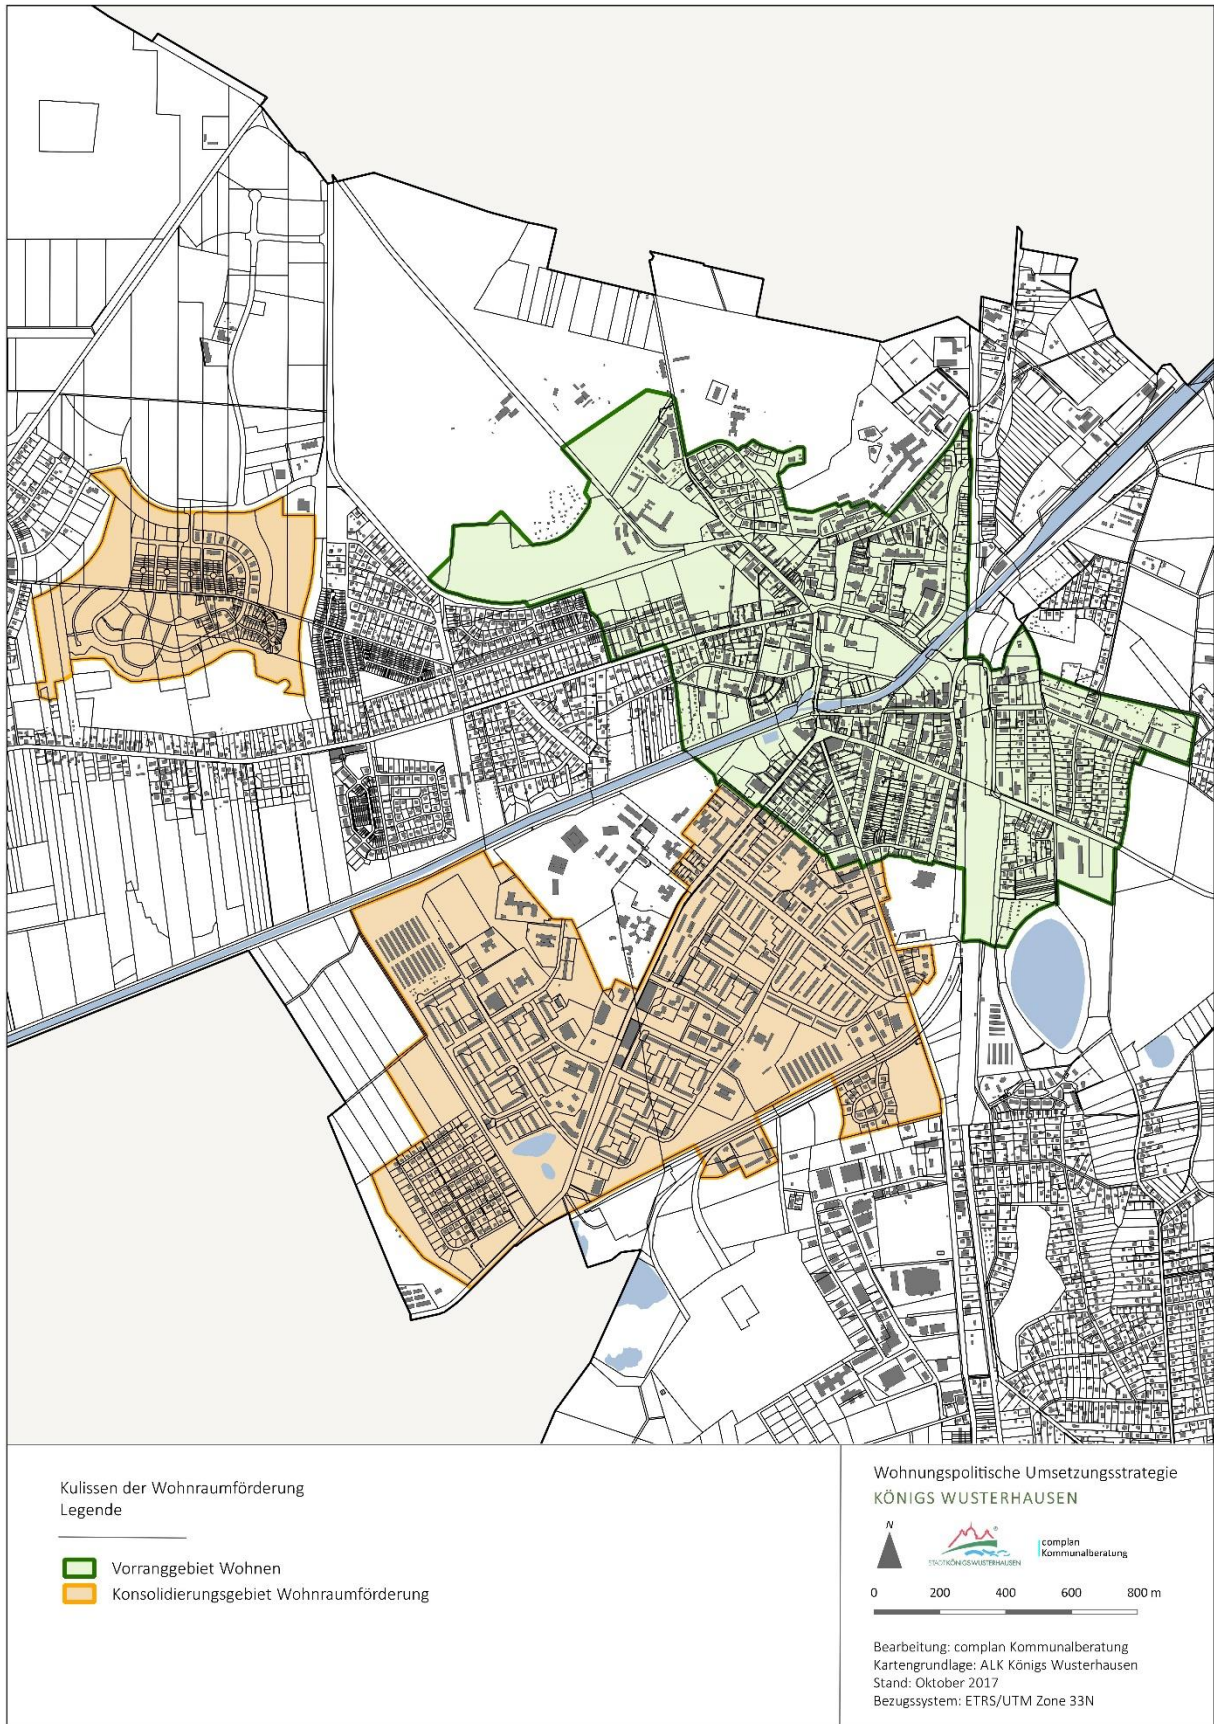 Kulissen der Wohnraumförderung
Legende
Vorranggebiet Wohnen
Konsolidierungsgebiet Wohnraumförderung
Wohnungspolitische Umsetzungsstrategie
KÖNIGS WUSTERHAUSEN
N
STADTKÖNIGSWUSTERHAUSEN
complan
Kommunalberatung
0 200 400 600 800 m
Bearbeitung: complan Kommunalberatung
Kartengrundlage: ALK Königs Wusterhausen
Stand: Oktober 2017
Bezugssystem: ETRS/UTM Zone 33N